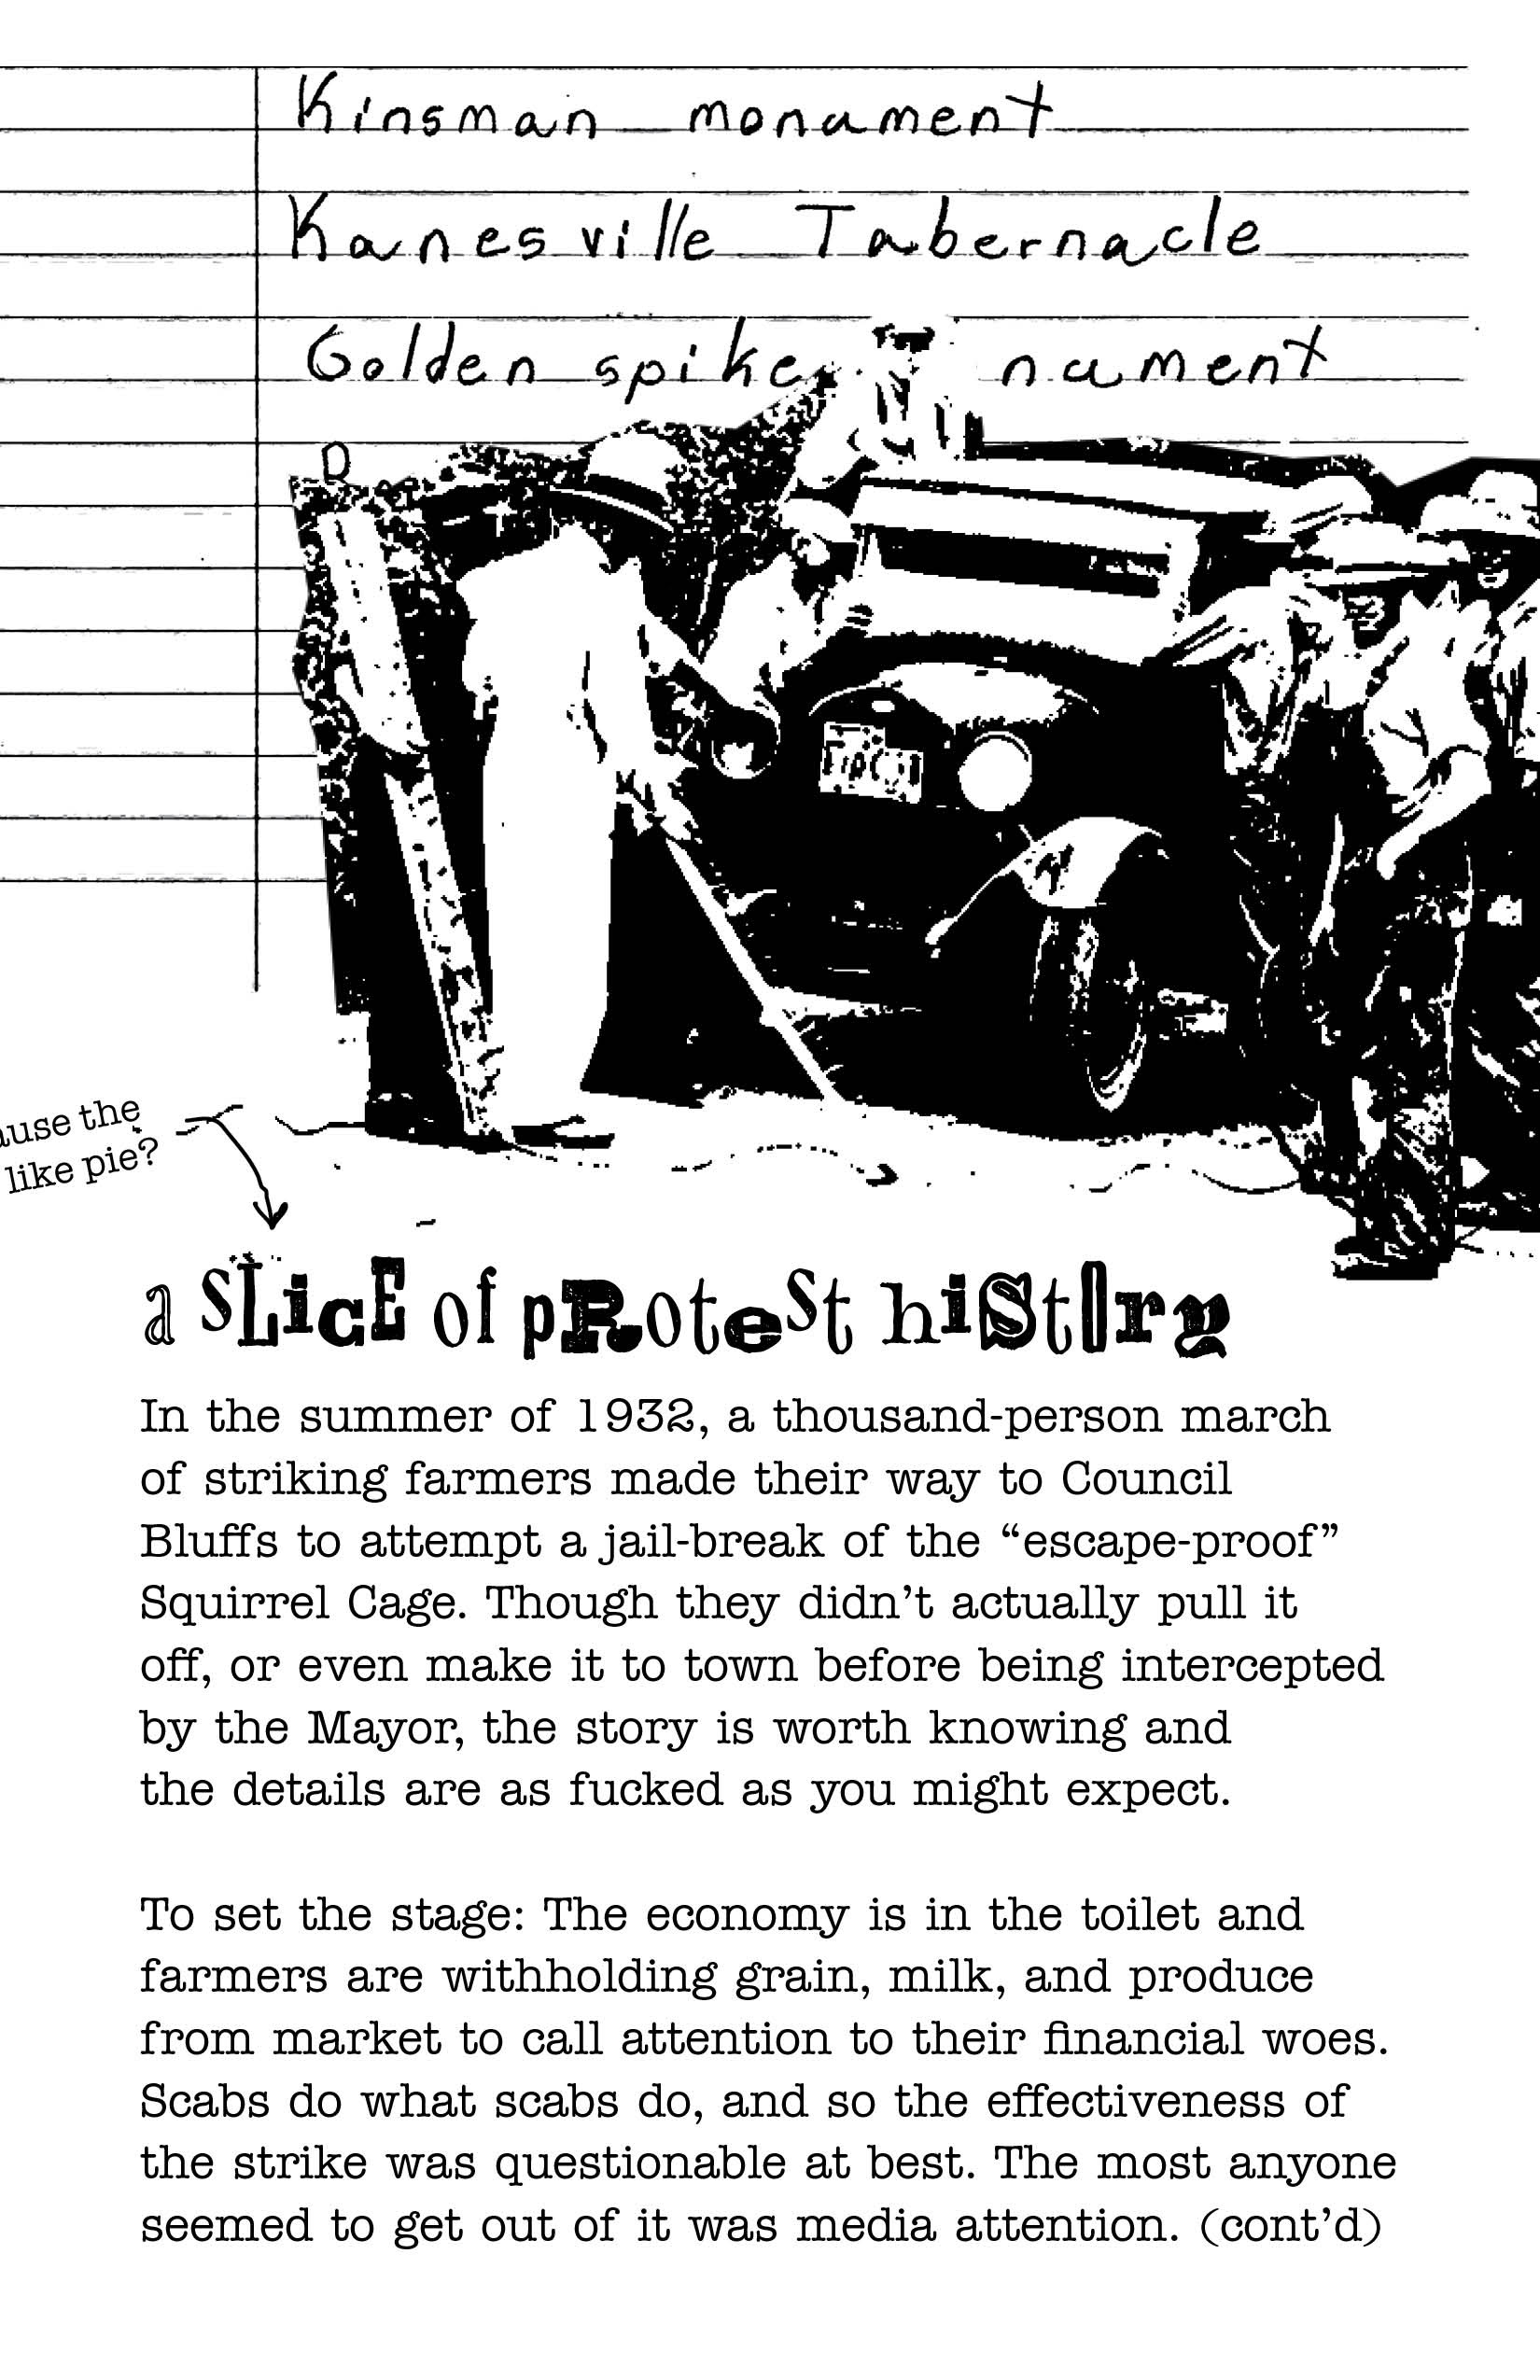 Kinsman monament
Kanesville Tabernacle
Golden spike nament
D
ause the
like pie?
a SLicE of pRoteSt hiStOry
In the summer of 1932, a thousand-person march
of striking farmers made their way to Council
Bluffs to attempt a jail-break of the “escape-proof”
Squirrel Cage. Though they didn’t actually pull it
off, or even make it to town before being intercepted
by the Mayor, the story is worth knowing and
the details are as fucked as you might expect.
To set the stage: The economy is in the toilet and
farmers are withholding grain, milk, and produce
from market to call attention to their financial woes.
Scabs do what scabs do, and so the effectiveness of
the strike was questionable at best. The most anyone
seemed to get out of it was media attention. (cont’d)